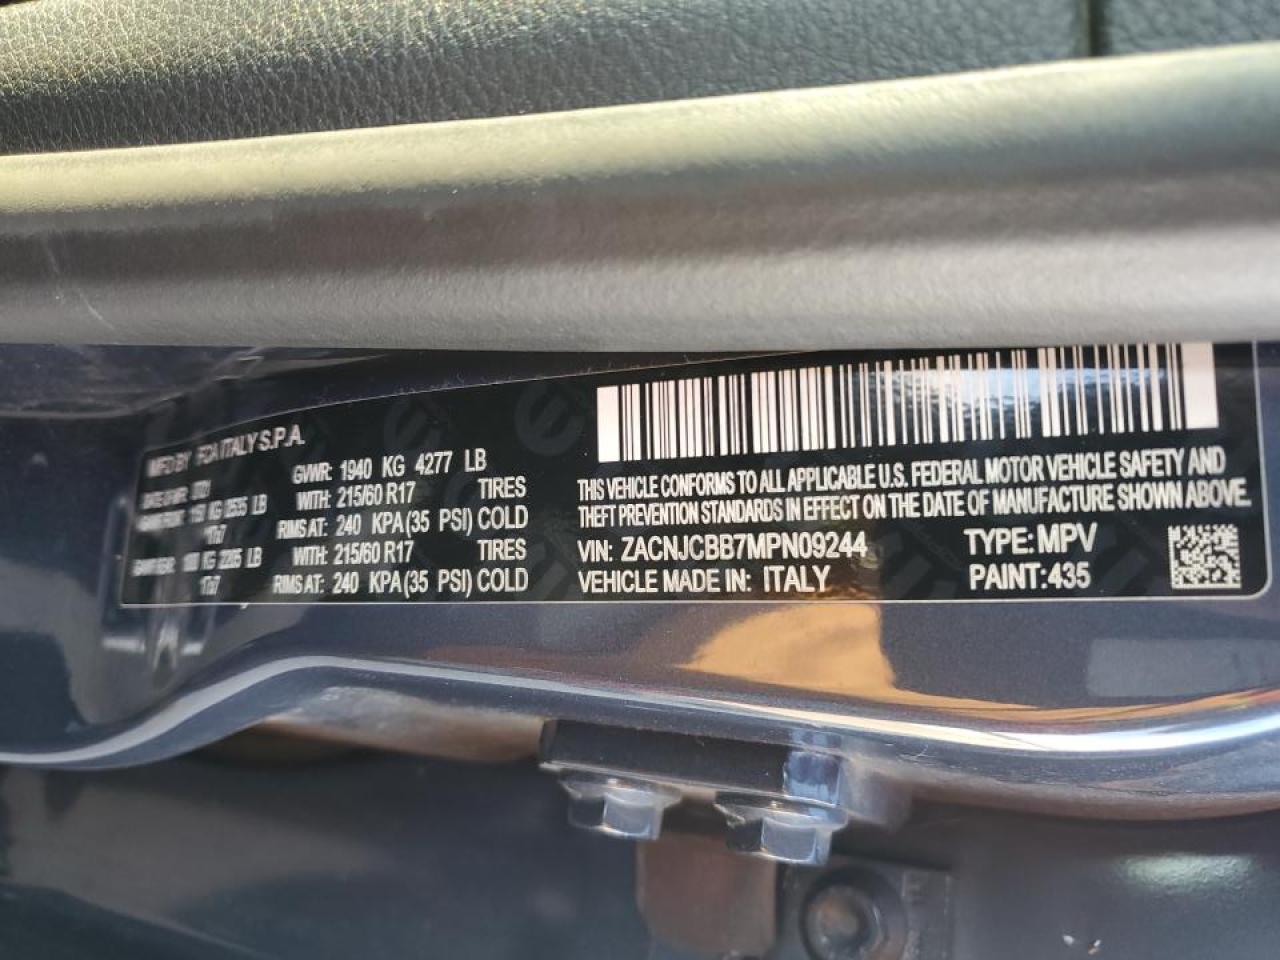 MFD BY FCA ITALY S.P.A.
GVWR: 1940 KG 4277 LB
LB WITH: 215/60 R17 TIRES
RIMS AT: 240 KPA (35 PSI) COLD
LB WITH: 215/60 R17 TIRES
RIMS AT: 240 KPA (35 PSI) COLD
THIS VEHICLE CONFORMS TO ALL APPLICABLE U.S. FEDERAL MOTOR VEHICLE SAFETY AND
THEFT PREVENTION STANDARDS IN EFFECT ON THE DATE OF MANUFACTURE SHOWN ABOVE.
VIN: ZACNJCBB7MPN09244 TYPE: MPV
VEHICLE MADE IN: ITALY PAINT: 435